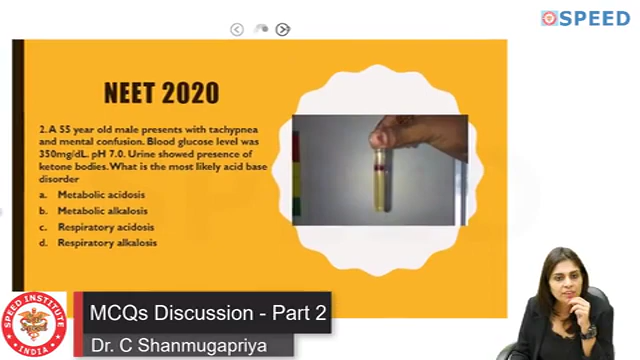 SPEED
NEET 2020
2. A 55 year old male presents with tachypnea
and mental confusion. Blood glucose level was
350mg/dL. pH 7.0. Urine showed presence of
ketone bodies. What is the most likely acid base
disorder
a. Metabolic acidosis
b. Metabolic alkalosis
c. Respiratory acidosis
d. Respiratory alkalosis
SPEED INSTITUTE
INDIA
MCQs Discussion - Part 2
Dr. C Shanmugapriya